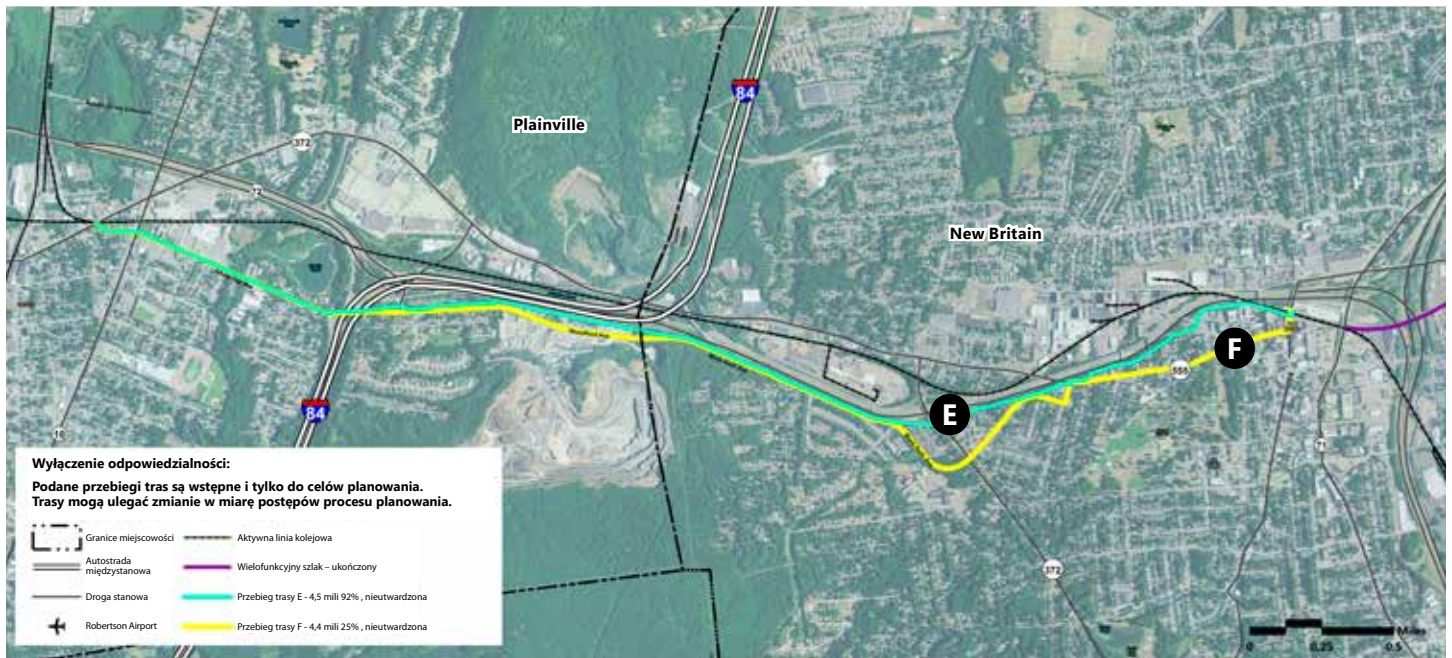 84
372
Plainville
72
New Britain
F
555
E
84
10
71
372
Wyłączenie odpowiedzialności:
Podane przebiegi tras są wstępne i tylko do celów planowania.
Trasy mogą ulegać zmianie w miarę postępów procesu planowania.
Granice miejscowości
Aktywna linia kolejowa
Autostrada
międzystanowa
Wielofunkcyjny szlak – ukończony
Droga stanowa
Przebieg trasy E - 4,5 mili 92% , nieutwardzona
Robertson Airport
Przebieg trasy F - 4,4 mili 25% , nieutwardzona
Miles
0 0.25 0.5